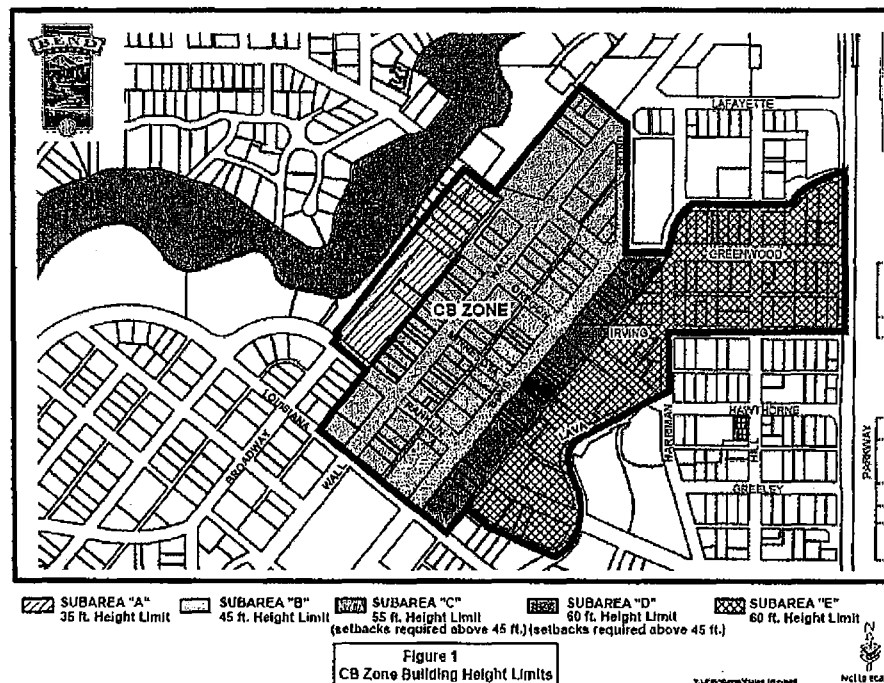 BEND
LAFAYETTE
GREENWOOD
WALL
CB ZONE
IRVING
LOUISIANA
HAWTHORNE
HARRIMAN
HILL
BROADWAY
WALL
GREELEY
PARKWAY
SUBAREA "A" SUBAREA "B" SUBAREA "C" SUBAREA "D" SUBAREA "E"
35 ft. Height Limit 45 ft. Height Limit 55 ft. Height Limit 60 ft. Height Limit 60 ft. Height Limit
(setbacks required above 45 ft.) (setbacks required above 45 ft.)
Figure 1
CB Zone Building Height Limits
N